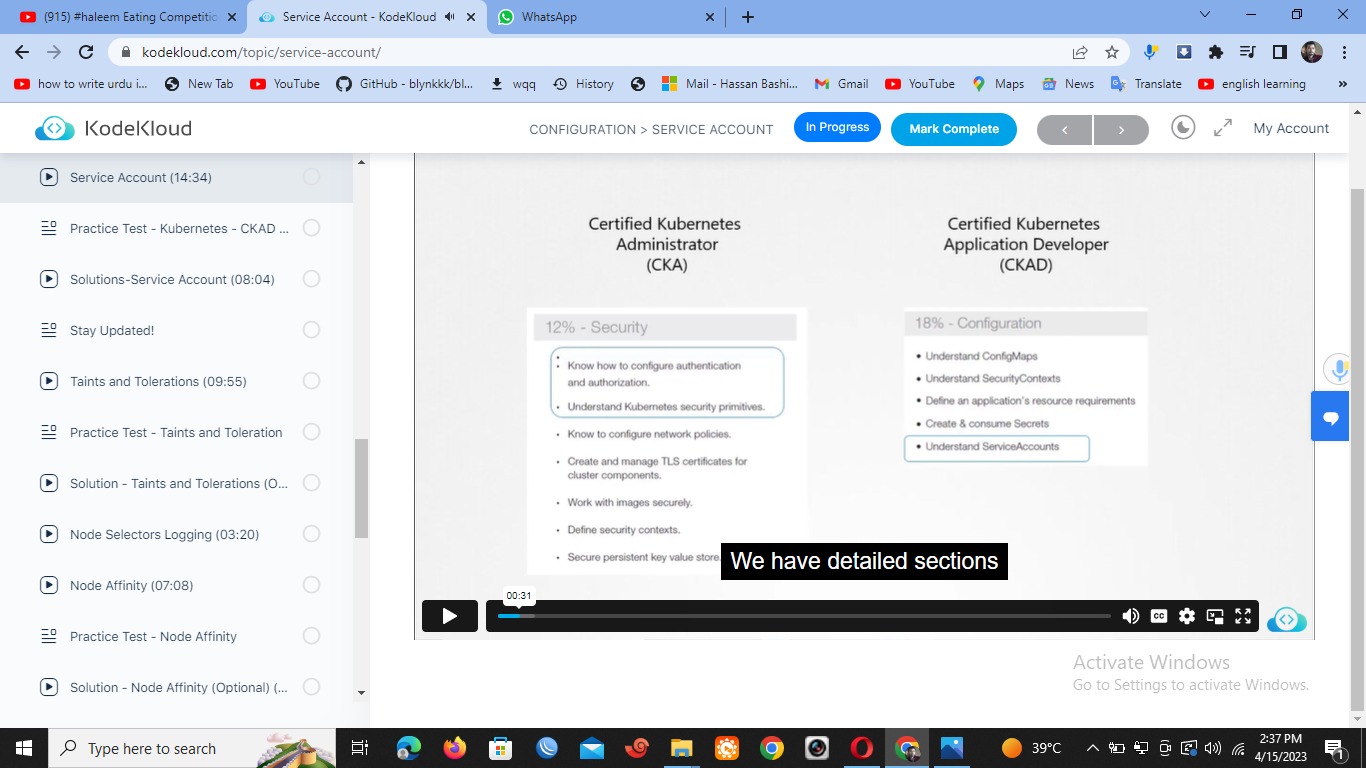 (915) #haleem Eating Competitio
Service Account - KodeKloud
WhatsApp
kodekloud.com/topic/service-account/
how to write urdu i...
New Tab
YouTube
GitHub - blynkkk/bl...
wqq
History
Mail - Hassan Bashi...
Gmail
YouTube
Maps
News
Translate
english learning
»
KodeKloud
CONFIGURATION > SERVICE ACCOUNT
In Progress
Mark Complete
My Account
Service Account (14:34)
Practice Test - Kubernetes - CKAD ...
Solutions-Service Account (08:04)
Stay Updated!
Taints and Tolerations (09:55)
Practice Test - Taints and Toleration
Solution - Taints and Tolerations (O...
Node Selectors Logging (03:20)
Node Affinity (07:08)
Practice Test - Node Affinity
Solution - Node Affinity (Optional) (...
Certified Kubernetes
Administrator
(CKA)
12% - Security
• Know how to configure authentication
and authorization.
• Understand Kubernetes security primitives.
• Know to configure network policies.
• Create and manage TLS certificates for
cluster components.
• Work with images securely.
• Define security contexts.
• Secure persistent key value store.
Certified Kubernetes
Application Developer
(CKAD)
18% - Configuration
• Understand ConfigMaps
• Understand SecurityContexts
• Define an application's resource requirements
• Create & consume Secrets
• Understand ServiceAccounts
We have detailed sections
00:31
CC
Activate Windows
Go to Settings to activate Windows.
Type here to search
39°C
2:37 PM
4/15/2023
1